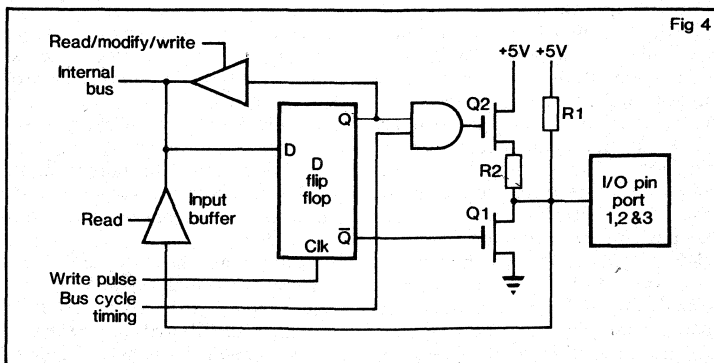 Fig 4
Read/modify/write
Internal
bus
+5V +5V
Q2
R1
Q
D
D
flip
flop
R2
I/O pin
port
1,2 &3
Input
buffer
Read
Q1
Q̅
Clk
Write pulse
Bus cycle
timing